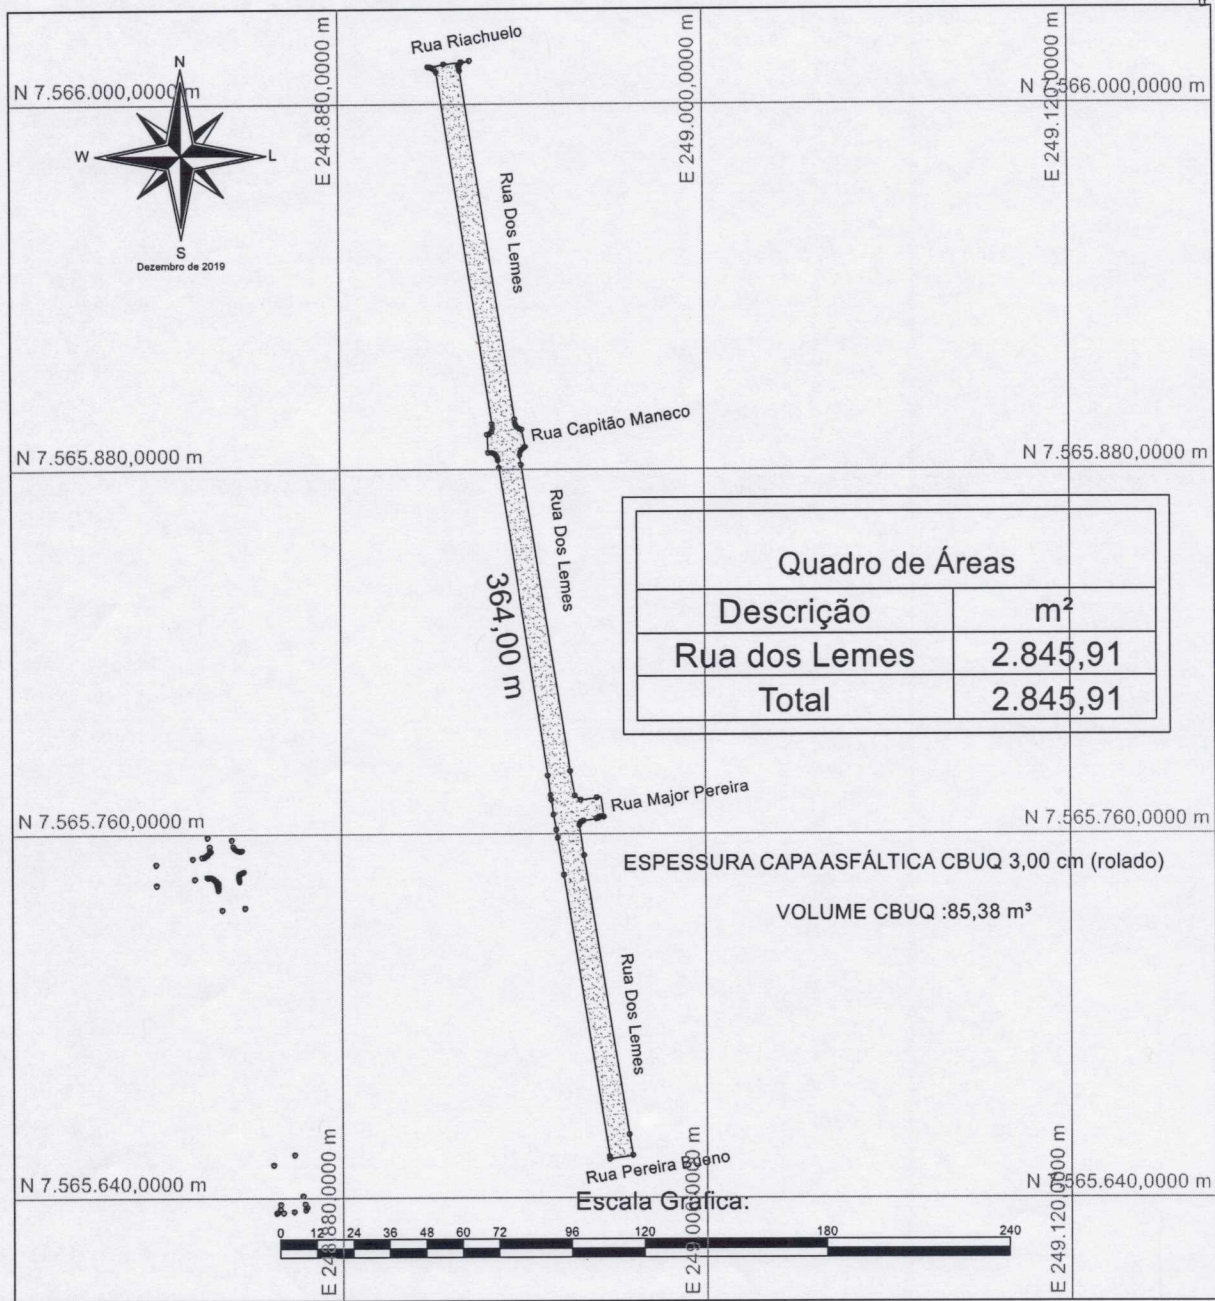 Rua Riachuelo
N 7.566.000,0000 m
E 248.880,0000 m
E 249.000,0000 m
E 249.120,0000 m
N 7.566.000,0000 m
N
W
L
S
Dezembro de 2019
Rua Dos Lemes
Rua Capitão Maneco
N 7.565.880,0000 m
N 7.565.880,0000 m
Rua Dos Lemes
364,00 m
Quadro de Áreas
Descrição m²
Rua dos Lemes 2.845,91
Total 2.845,91
Rua Major Pereira
N 7.565.760,0000 m
N 7.565.760,0000 m
ESPESSURA CAPA ASFÁLTICA CBUQ 3,00 cm (rolado)
VOLUME CBUQ :85,38 m³
Rua Dos Lemes
Rua Pereira Bueno
N 7.565.640,0000 m
N 7.565.640,0000 m
Escala Gráfica:
0 12 24 36 48 60 72 96 120 180 240
E 248.880,0000 m
E 249.000,0000 m
E 249.120,0000 m